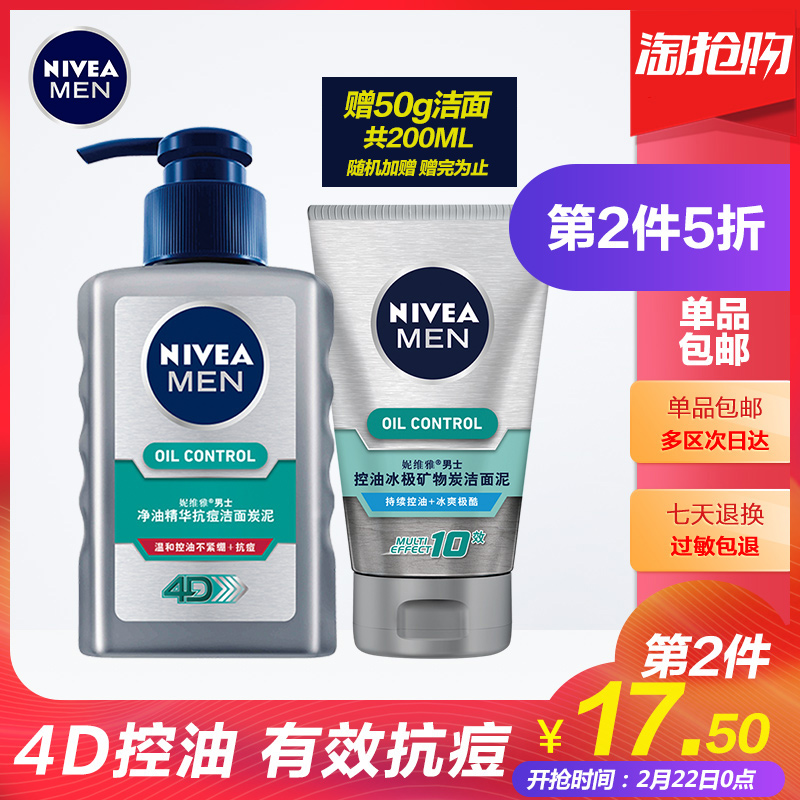 NIVEA
MEN
淘抢购
赠50g洁面
共200ML
随机加赠 赠完为止
第2件5折
单品
包邮
单品包邮
多区次日达
七天退换
过敏包退
NIVEA
MEN
OIL CONTROL
妮维雅®男士
净油精华抗痘洁面炭泥
温和控油不紧绷+抗痘
4D
NIVEA
MEN
OIL CONTROL
妮维雅®男士
控油冰极矿物炭洁面泥
持续控油+冰爽极酷
MULTI
EFFECT 10效
第2件
¥17.50
4D控油 有效抗痘
开抢时间：2月22日0点